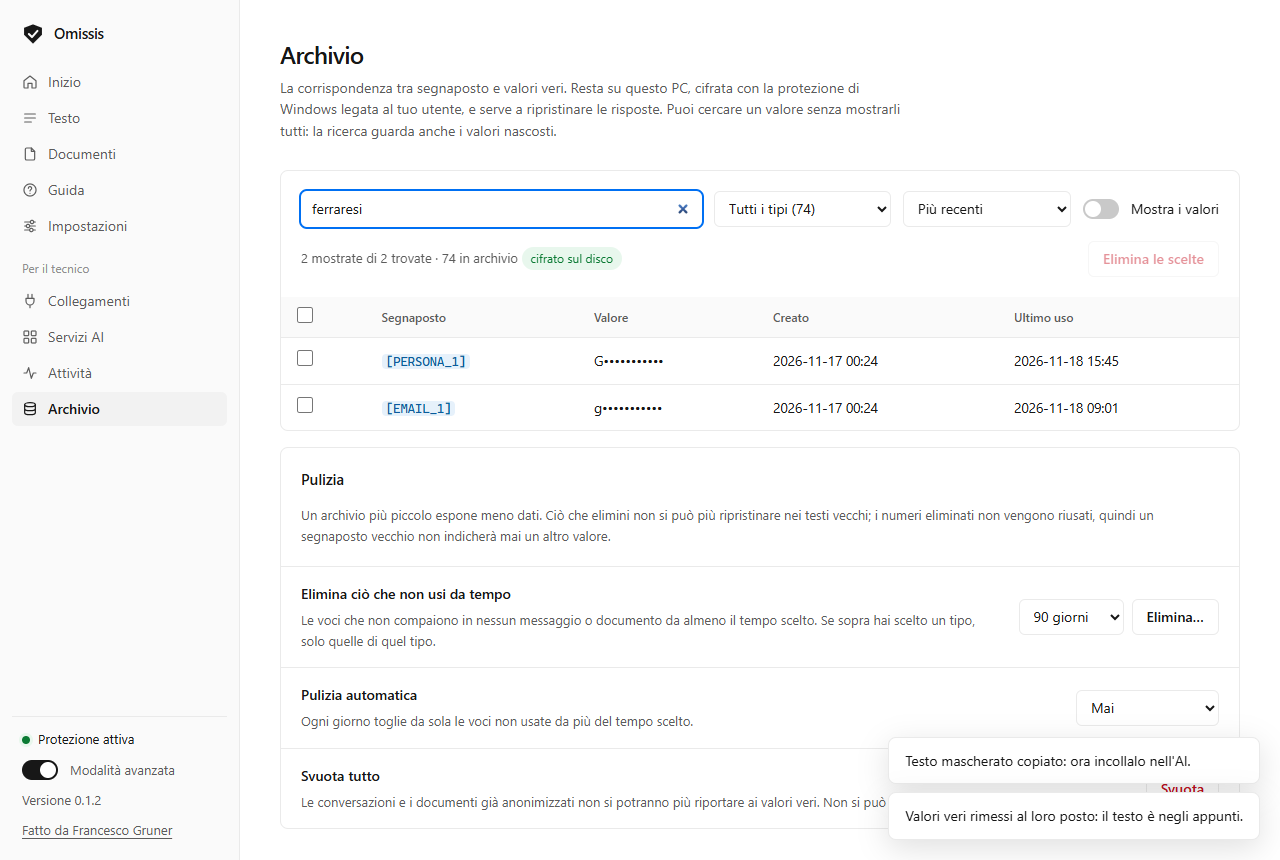 Omissis
Inizio
Testo
Documenti
Guida
Impostazioni
Per il tecnico
Collegamenti
Servizi AI
Attività
Archivio
Protezione attiva
Modalità avanzata
Versione 0.1.2
Fatto da Francesco Gruner
Archivio
La corrispondenza tra segnaposto e valori veri. Resta su questo PC, cifrata con la protezione di
Windows legata al tuo utente, e serve a ripristinare le risposte. Puoi cercare un valore senza mostrarli
tutti: la ricerca guarda anche i valori nascosti.
ferraresi
Tutti i tipi (74)
Più recenti
Mostra i valori
2 mostrate di 2 trovate · 74 in archivio cifrato sul disco
Elimina le scelte
Segnaposto Valore Creato Ultimo uso
[PERSONA_1] G••••••••••• 2026-11-17 00:24 2026-11-18 15:45
[EMAIL_1] g••••••••••• 2026-11-17 00:24 2026-11-18 09:01
Pulizia
Un archivio più piccolo espone meno dati. Ciò che elimini non si può più ripristinare nei testi vecchi; i numeri eliminati non vengono riusati, quindi un
segnaposto vecchio non indicherà mai un altro valore.
Elimina ciò che non usi da tempo
Le voci che non compaiono in nessun messaggio o documento da almeno il tempo scelto. Se sopra hai scelto un tipo,
solo quelle di quel tipo.
90 giorni
Elimina...
Pulizia automatica
Ogni giorno toglie da sola le voci non usate da più del tempo scelto.
Mai
Svuota tutto
Le conversazioni e i documenti già anonimizzati non si potranno più riportare ai valori veri. Non si può
Svuota
Testo mascherato copiato: ora incollalo nell'AI.
Valori veri rimessi al loro posto: il testo è negli appunti.